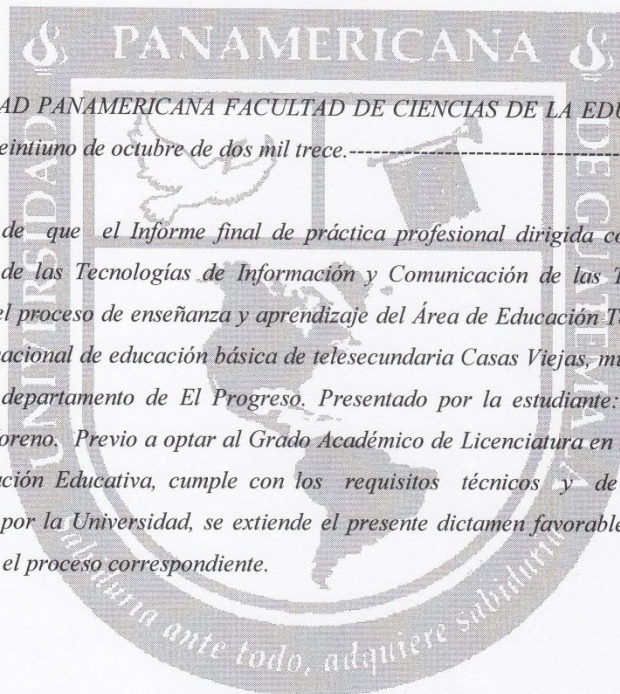 PANAMERICANA
UNIVERSIDAD
DE GUATEMALA
AD PANAMERICANA FACULTAD DE CIENCIAS DE LA EDU
eintiuno de octubre de dos mil trece.--------------------------------
de que el Informe final de práctica profesional dirigida co
de las Tecnologías de Información y Comunicación de las T
el proceso de enseñanza y aprendizaje del Área de Educación T
acional de educación básica de telesecundaria Casas Viejas, mu
departamento de El Progreso. Presentado por la estudiante:
oreno. Previo a optar al Grado Académico de Licenciatura en
ación Educativa, cumple con los requisitos técnicos y de
por la Universidad, se extiende el presente dictamen favorable
el proceso correspondiente.
Sabiduría ante todo, adquiere sabiduría